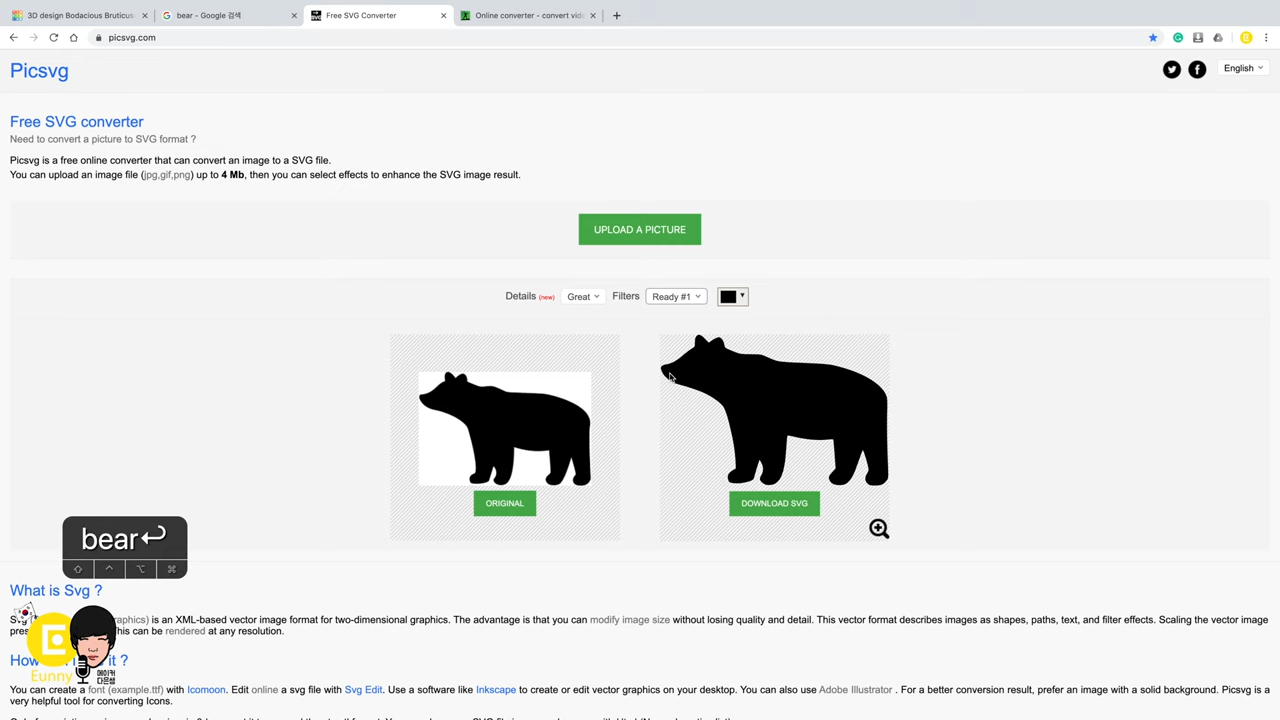 3D design Bodacious Bruticus
bear - Google 검색
Free SVG Converter
Online converter - convert vide
picsvg.com
Picsvg
English
Free SVG converter
Need to convert a picture to SVG format ?
Picsvg is a free online converter that can convert an image to a SVG file.
You can upload an image file (jpg,gif,png) up to 4 Mb, then you can select effects to enhance the SVG image result.
UPLOAD A PICTURE
Details (new) Great Filters Ready #1
ORIGINAL
DOWNLOAD SVG
bear
What is Svg ?
is an XML-based vector image format for two-dimensional graphics. The advantage is that you can modify image size without losing quality and detail. This vector format describes images as shapes, paths, text, and filter effects. Scaling the vector image
this can be rendered at any resolution.
it ?
You can create a font (example.ttf) with Icomoon. Edit online a svg file with Svg Edit. Use a software like Inkscape to create or edit vector graphics on your desktop. You can also use Adobe Illustrator . For a better conversion result, prefer an image with a solid background. Picsvg is a
very helpful tool for converting Icons.
Eunny
메이커
다은쌤